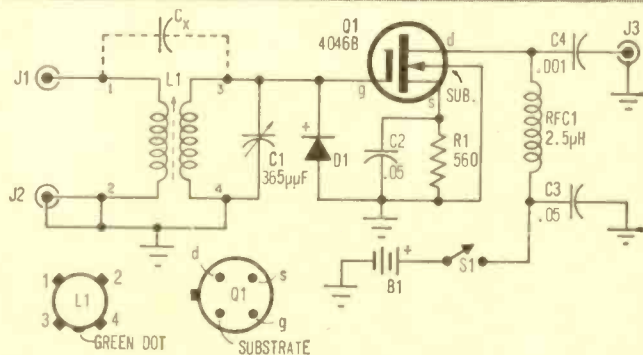 Cx
Q1
4046B
J1
1
L1
3
d
C4
.001
J3
g
SUB.
s
C1
365µµF
+
D1
C2
.05
R1
560
RFC1
2.5µH
J2
2
4
C3
.05
+
B1
S1
1
2
L1
3
4
GREEN DOT
d
s
Q1
g
SUBSTRATE